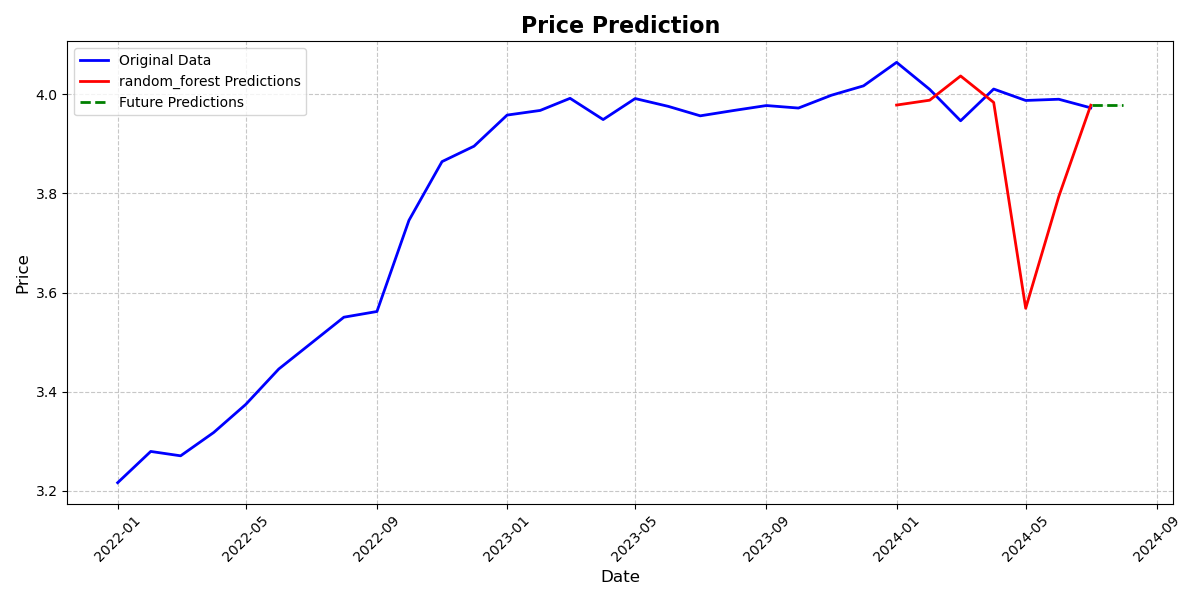 Price Prediction
Original Data
random_forest Predictions
Future Predictions
Price
4.0
3.8
3.6
3.4
3.2
2022-01
2022-05
2022-09
2023-01
2023-05
2023-09
2024-01
2024-05
2024-09
Date